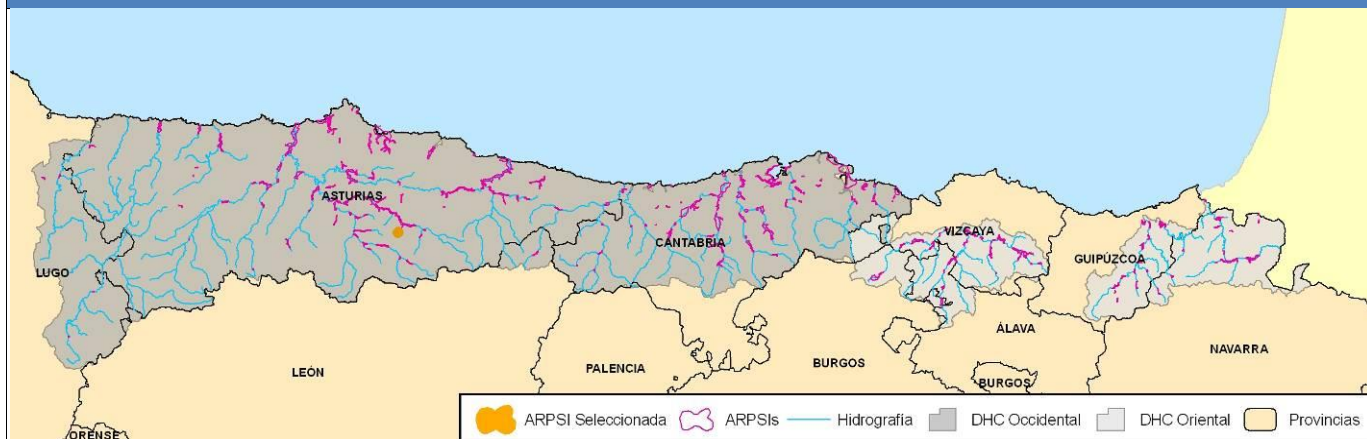 ASTURIAS
LUGO
CANTABRIA
VIZCAYA
GUIPÚZCOA
ÁLAVA
LEÓN
PALENCIA
BURGOS
NAVARRA
BURGOS
ORENSE
ARPSI Seleccionada ARPSIs Hidrografía DHC Occidental DHC Oriental Provincias